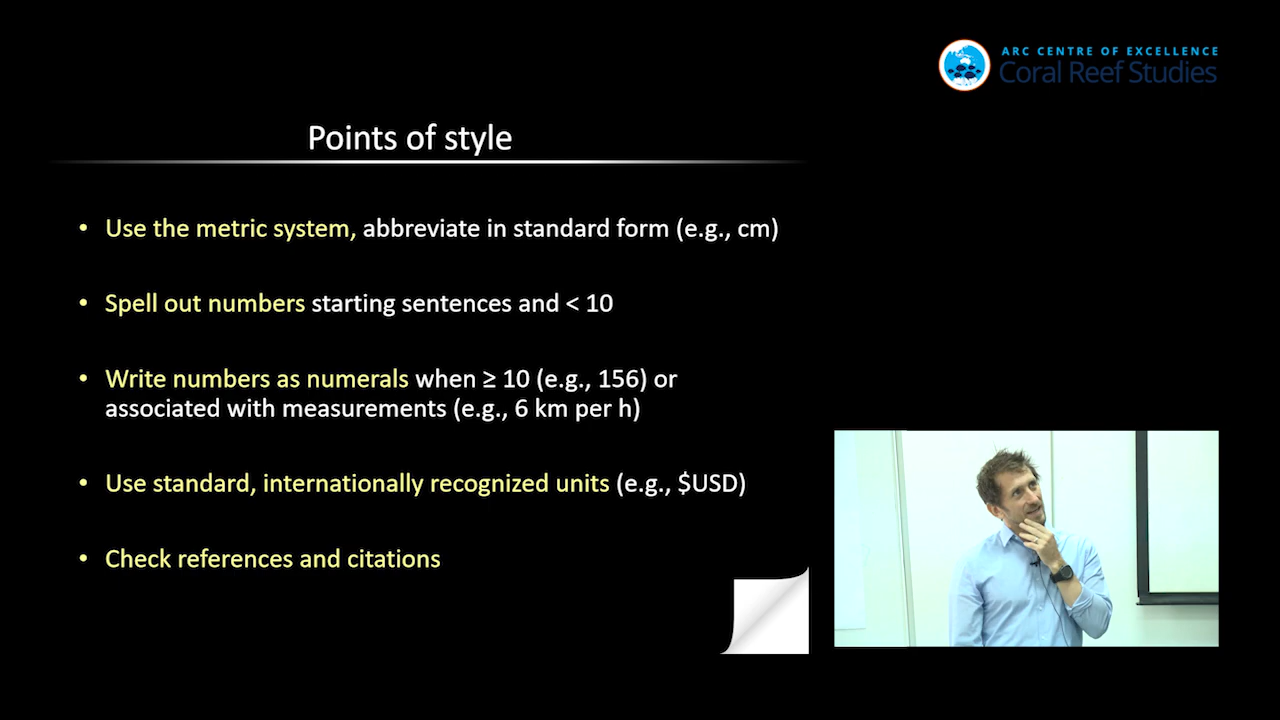 ARC CENTRE OF EXCELLENCE
Coral Reef Studies
Points of style
• Use the metric system, abbreviate in standard form (e.g., cm)
• Spell out numbers starting sentences and < 10
• Write numbers as numerals when ≥ 10 (e.g., 156) or
associated with measurements (e.g., 6 km per h)
• Use standard, internationally recognized units (e.g., $USD)
• Check references and citations